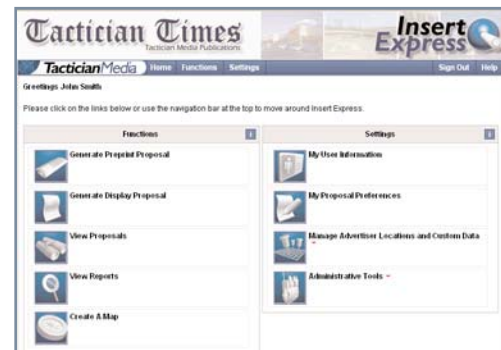 Tactician Times
Tactician Media Publications
Insert
Express
TacticianMedia Home Functions Settings Sign Out Help
Greetings John Smith
Please click on the links below or use the navigation bar at the top to move around Insert Express.
Functions
Generate Preprint Proposal
Generate Display Proposal
View Proposals
View Reports
Create A Map
Settings
My User Information
My Proposal Preferences
Manage Advertiser Locations and Custom Data
Administrative Tools